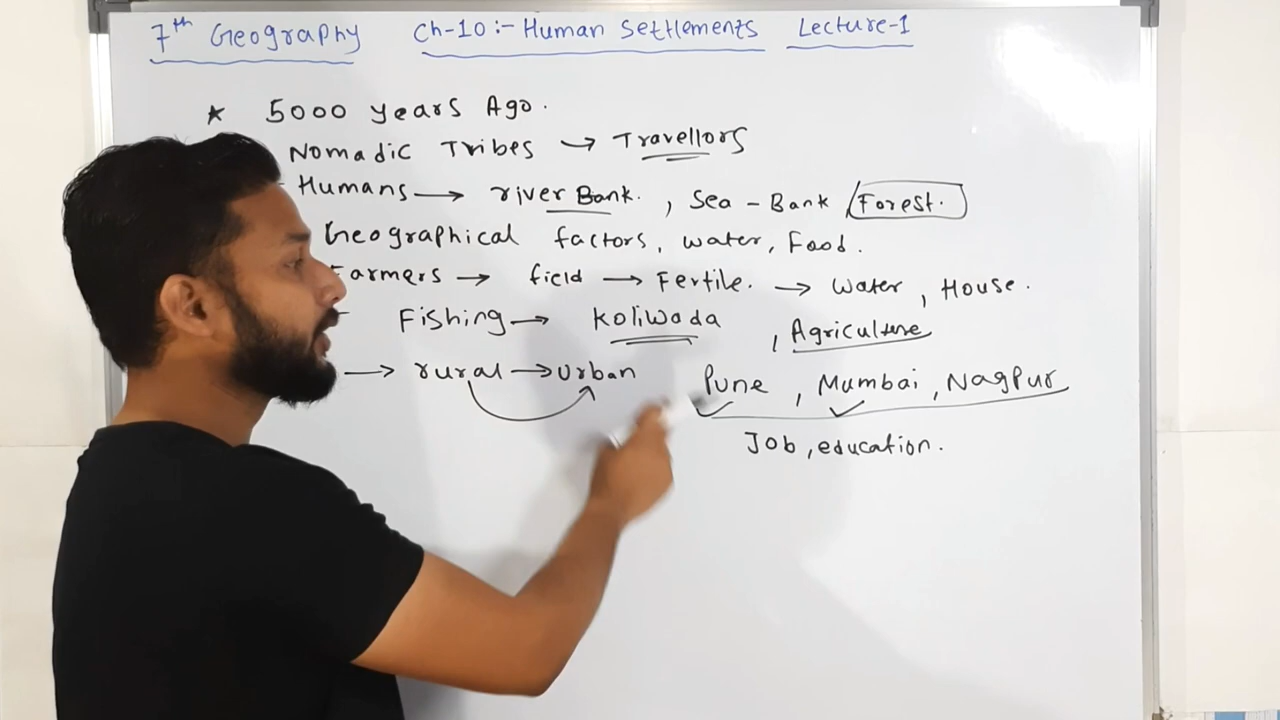 7th Geography Ch-10:- Human Settlements Lecture-1
* 5000 years Ago.
Nomadic Tribes → Travellors
Humans → river Bank. , Sea - Bank / Forest.
Geographical factors, water, Food.
Farmers → field → Fertile. → water , House.
Fishing → Koliwada , Agriculture
→ rural → Urban Pune , Mumbai , Nagpur
Job , education.